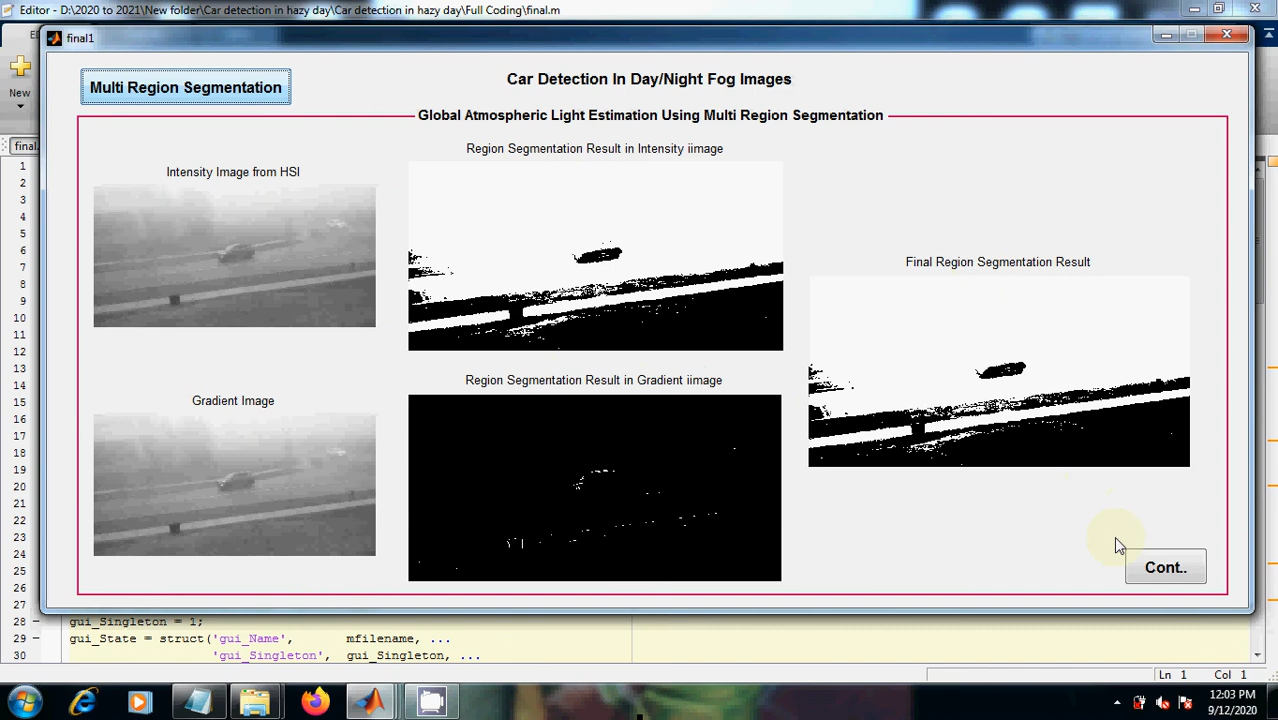 Editor - D:\2020 to 2021\New folder\Car detection in hazy day\Car detection in hazy day\Full Coding\final.m
final1
Multi Region Segmentation
Car Detection In Day/Night Fog Images
Global Atmospheric Light Estimation Using Multi Region Segmentation
New
final.
Intensity Image from HSI
Region Segmentation Result in Intensity iimage
Final Region Segmentation Result
Gradient Image
Region Segmentation Result in Gradient iimage
Cont..
1
2
3
4
5
6
7
8
9
10
11
12
13
14
15
16
17
18
19
20
21
22
23
24
25
26
27
28 — gui_Singleton = 1;
29 — gui_State = struct('gui_Name', mfilename, ...
30 'gui_Singleton', gui_Singleton, ...
Ln 1 Col 1
12:03 PM
9/12/2020